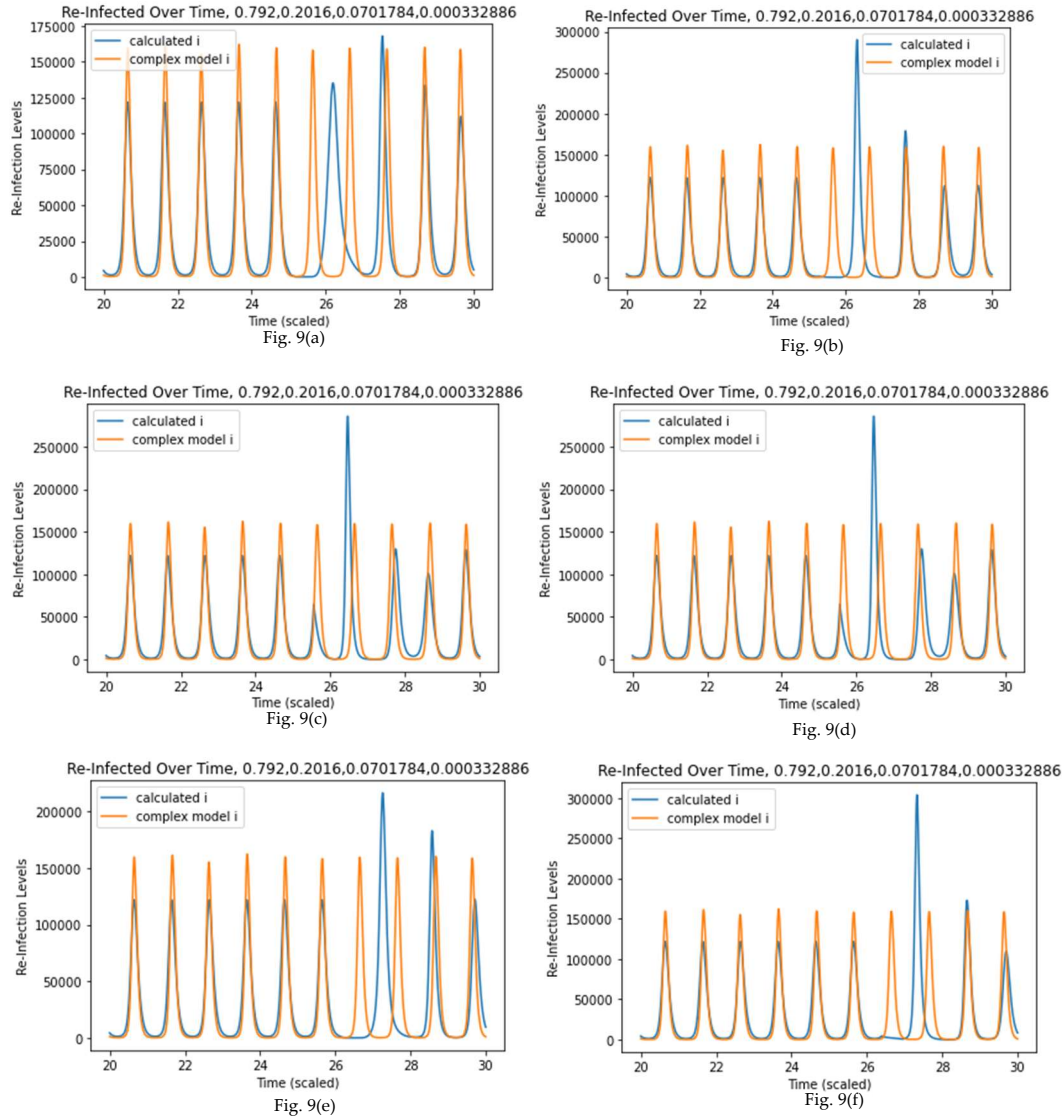 Re-Infected Over Time, 0.792,0.2016,0.0701784,0.000332886
calculated i
complex model i
Re-Infection Levels
175000
150000
125000
100000
75000
50000
25000
0
20 22 24 26 28 30
Time (scaled)
Fig. 9(a)
Re-Infected Over Time, 0.792,0.2016,0.0701784,0.000332886
calculated i
complex model i
Re-Infection Levels
300000
250000
200000
150000
100000
50000
0
20 22 24 26 28 30
Time (scaled)
Fig. 9(b)
Re-Infected Over Time, 0.792,0.2016,0.0701784,0.000332886
calculated i
complex model i
Re-Infection Levels
250000
200000
150000
100000
50000
0
20 22 24 26 28 30
Time (scaled)
Fig. 9(c)
Re-Infected Over Time, 0.792,0.2016,0.0701784,0.000332886
calculated i
complex model i
Re-Infection Levels
250000
200000
150000
100000
50000
0
20 22 24 26 28 30
Time (scaled)
Fig. 9(d)
Re-Infected Over Time, 0.792,0.2016,0.0701784,0.000332886
calculated i
complex model i
Re-Infection Levels
200000
150000
100000
50000
0
20 22 24 26 28 30
Time (scaled)
Fig. 9(e)
Re-Infected Over Time, 0.792,0.2016,0.0701784,0.000332886
calculated i
complex model i
Re-Infection Levels
300000
250000
200000
150000
100000
50000
0
20 22 24 26 28 30
Time (scaled)
Fig. 9(f)